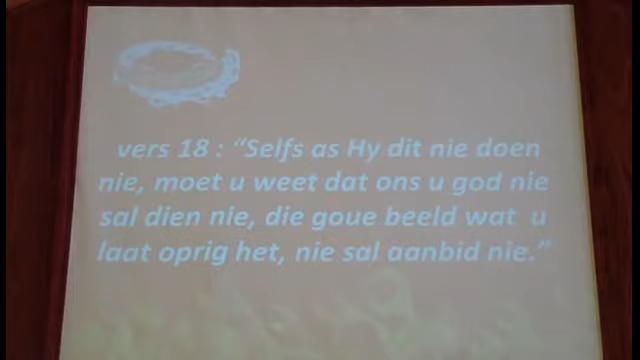 vers 18 : “Selfs as Hy dit nie doen
nie, moet u weet dat ons u god nie
sal dien nie, die goue beeld wat u
laat oprig het, nie sal aanbid nie.”